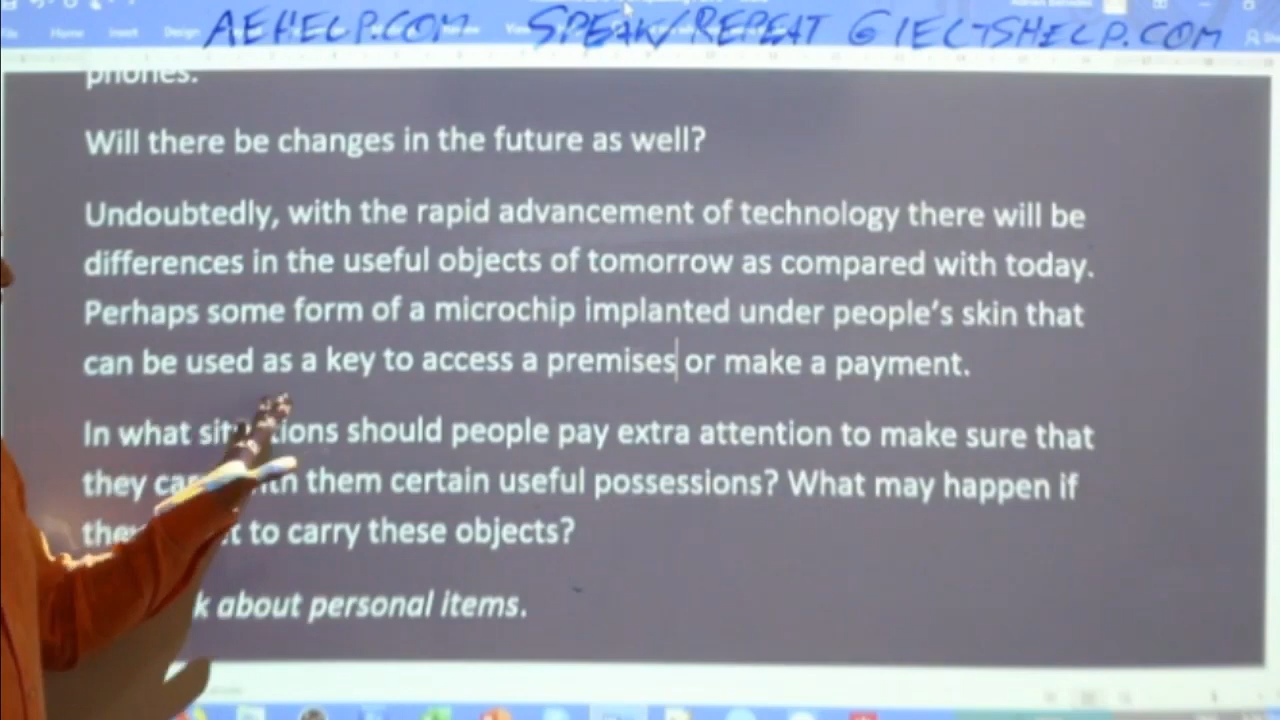 AEHELP.COM SPEAK/REPEAT @ IELTSHELP.COM
Home Insert Design
phones.
Will there be changes in the future as well?
Undoubtedly, with the rapid advancement of technology there will be
differences in the useful objects of tomorrow as compared with today.
Perhaps some form of a microchip implanted under people's skin that
can be used as a key to access a premises or make a payment.
In what situations should people pay extra attention to make sure that
they them certain useful possessions? What may happen if
to carry these objects?
about personal items.